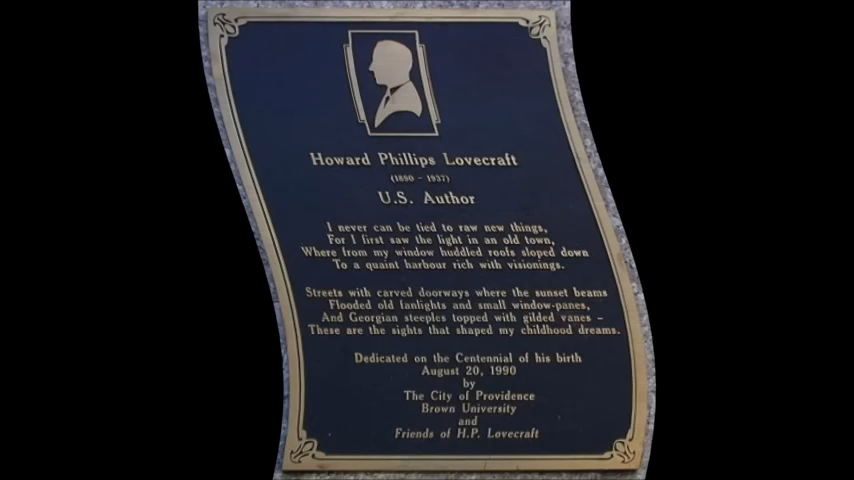 Howard Phillips Lovecraft
(1890 - 1937)
U.S. Author
I never can be tied to raw new things,
For I first saw the light in an old town,
Where from my window huddled roofs sloped down
To a quaint harbour rich with visionings.
Streets with carved doorways where the sunset beams
Flooded old fanlights and small window-panes,
And Georgian steeples topped with gilded vanes –
These are the sights that shaped my childhood dreams.
Dedicated on the Centennial of his birth
August 20, 1990
by
The City of Providence
Brown University
and
Friends of H.P. Lovecraft